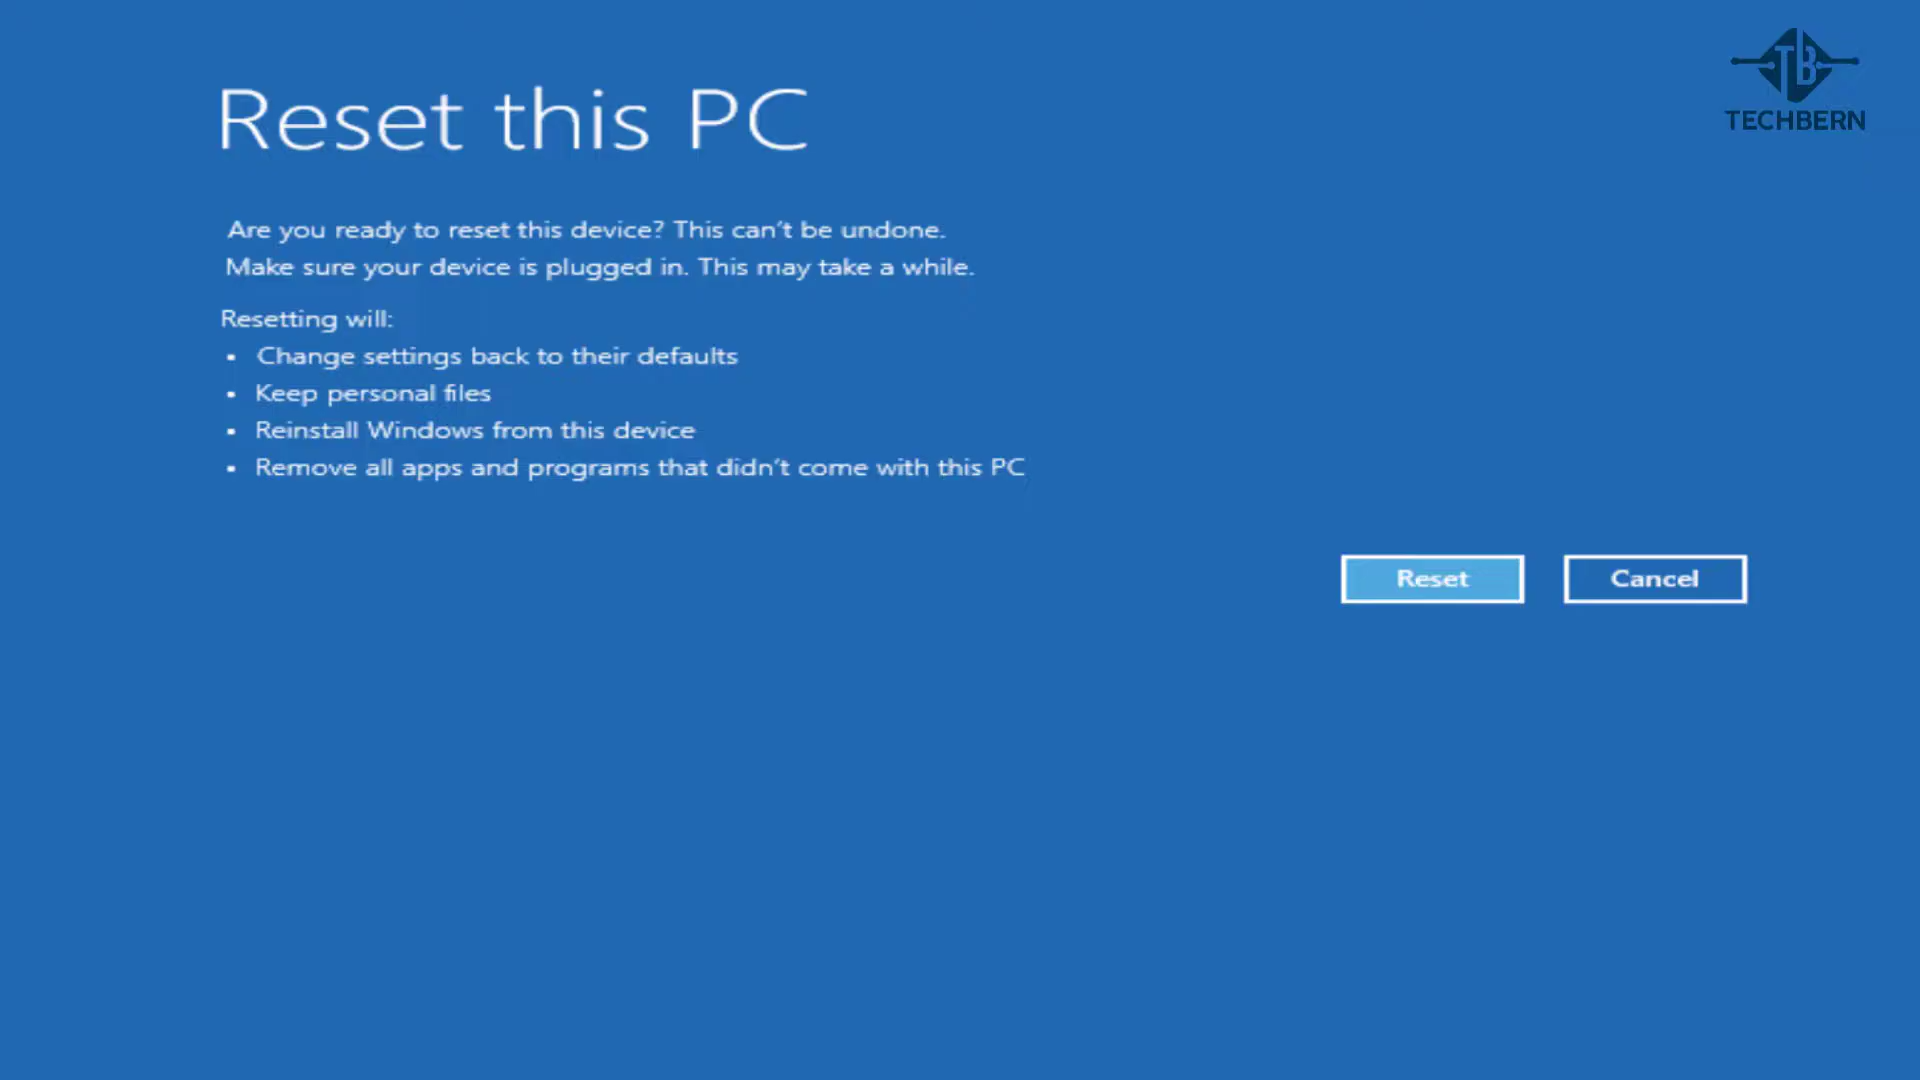 TB
TECHBERN
Reset this PC
Are you ready to reset this device? This can't be undone.
Make sure your device is plugged in. This may take a while.
Resetting will:
• Change settings back to their defaults
• Keep personal files
• Reinstall Windows from this device
• Remove all apps and programs that didn't come with this PC
Reset Cancel